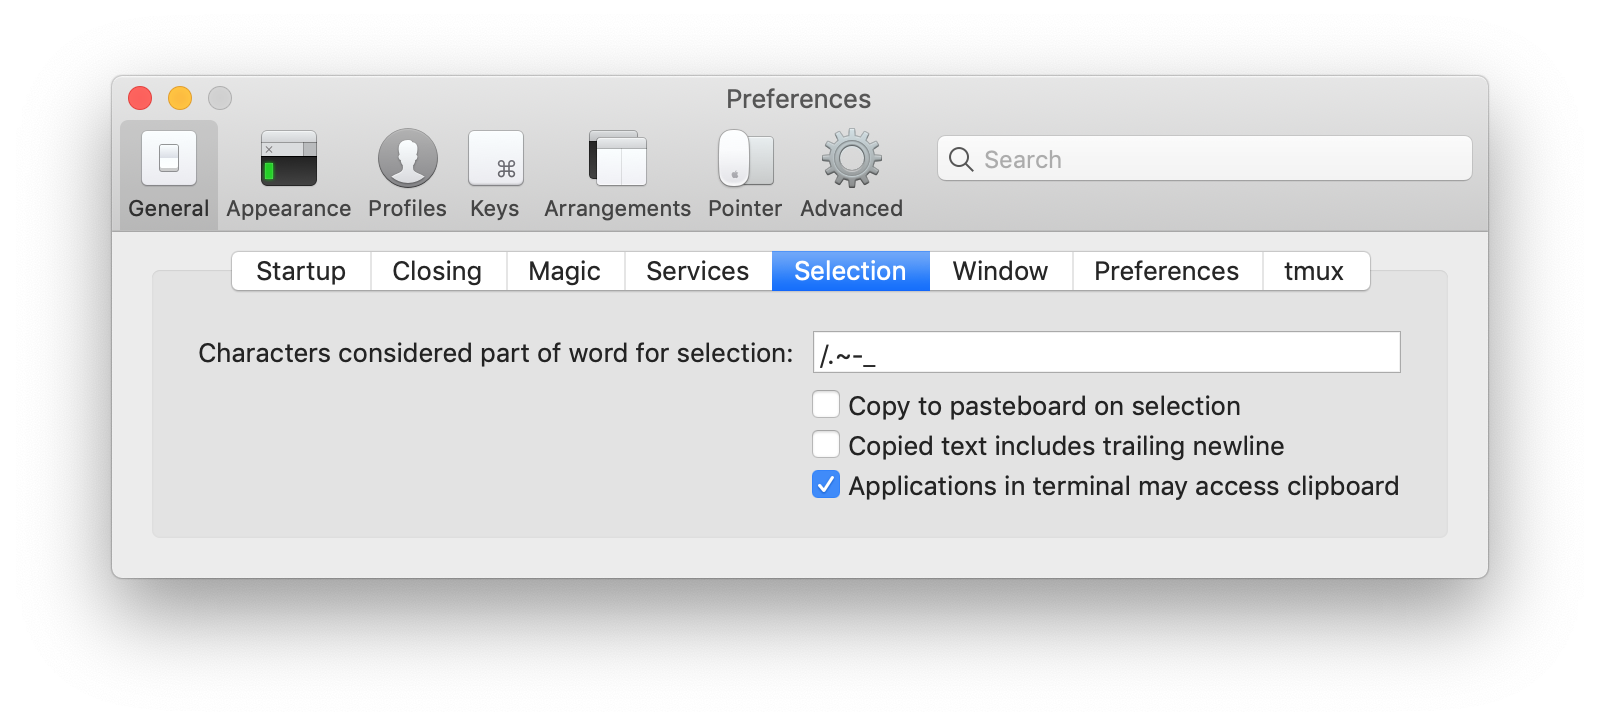 Preferences
General Appearance Profiles Keys Arrangements Pointer Advanced Search
Startup Closing Magic Services Selection Window Preferences tmux
Characters considered part of word for selection: /.~-_
Copy to pasteboard on selection
Copied text includes trailing newline
Applications in terminal may access clipboard